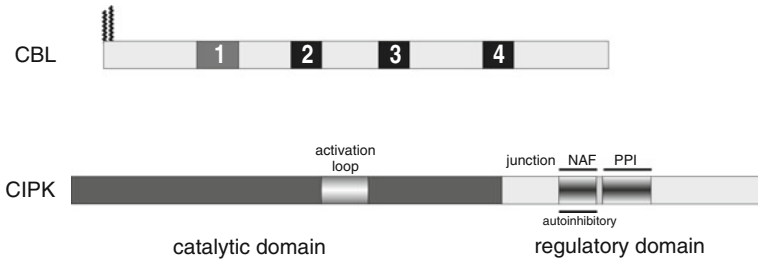 CBL 1 2 3 4
activation
loop
junction NAF PPI
CIPK
autoinhibitory
catalytic domain regulatory domain